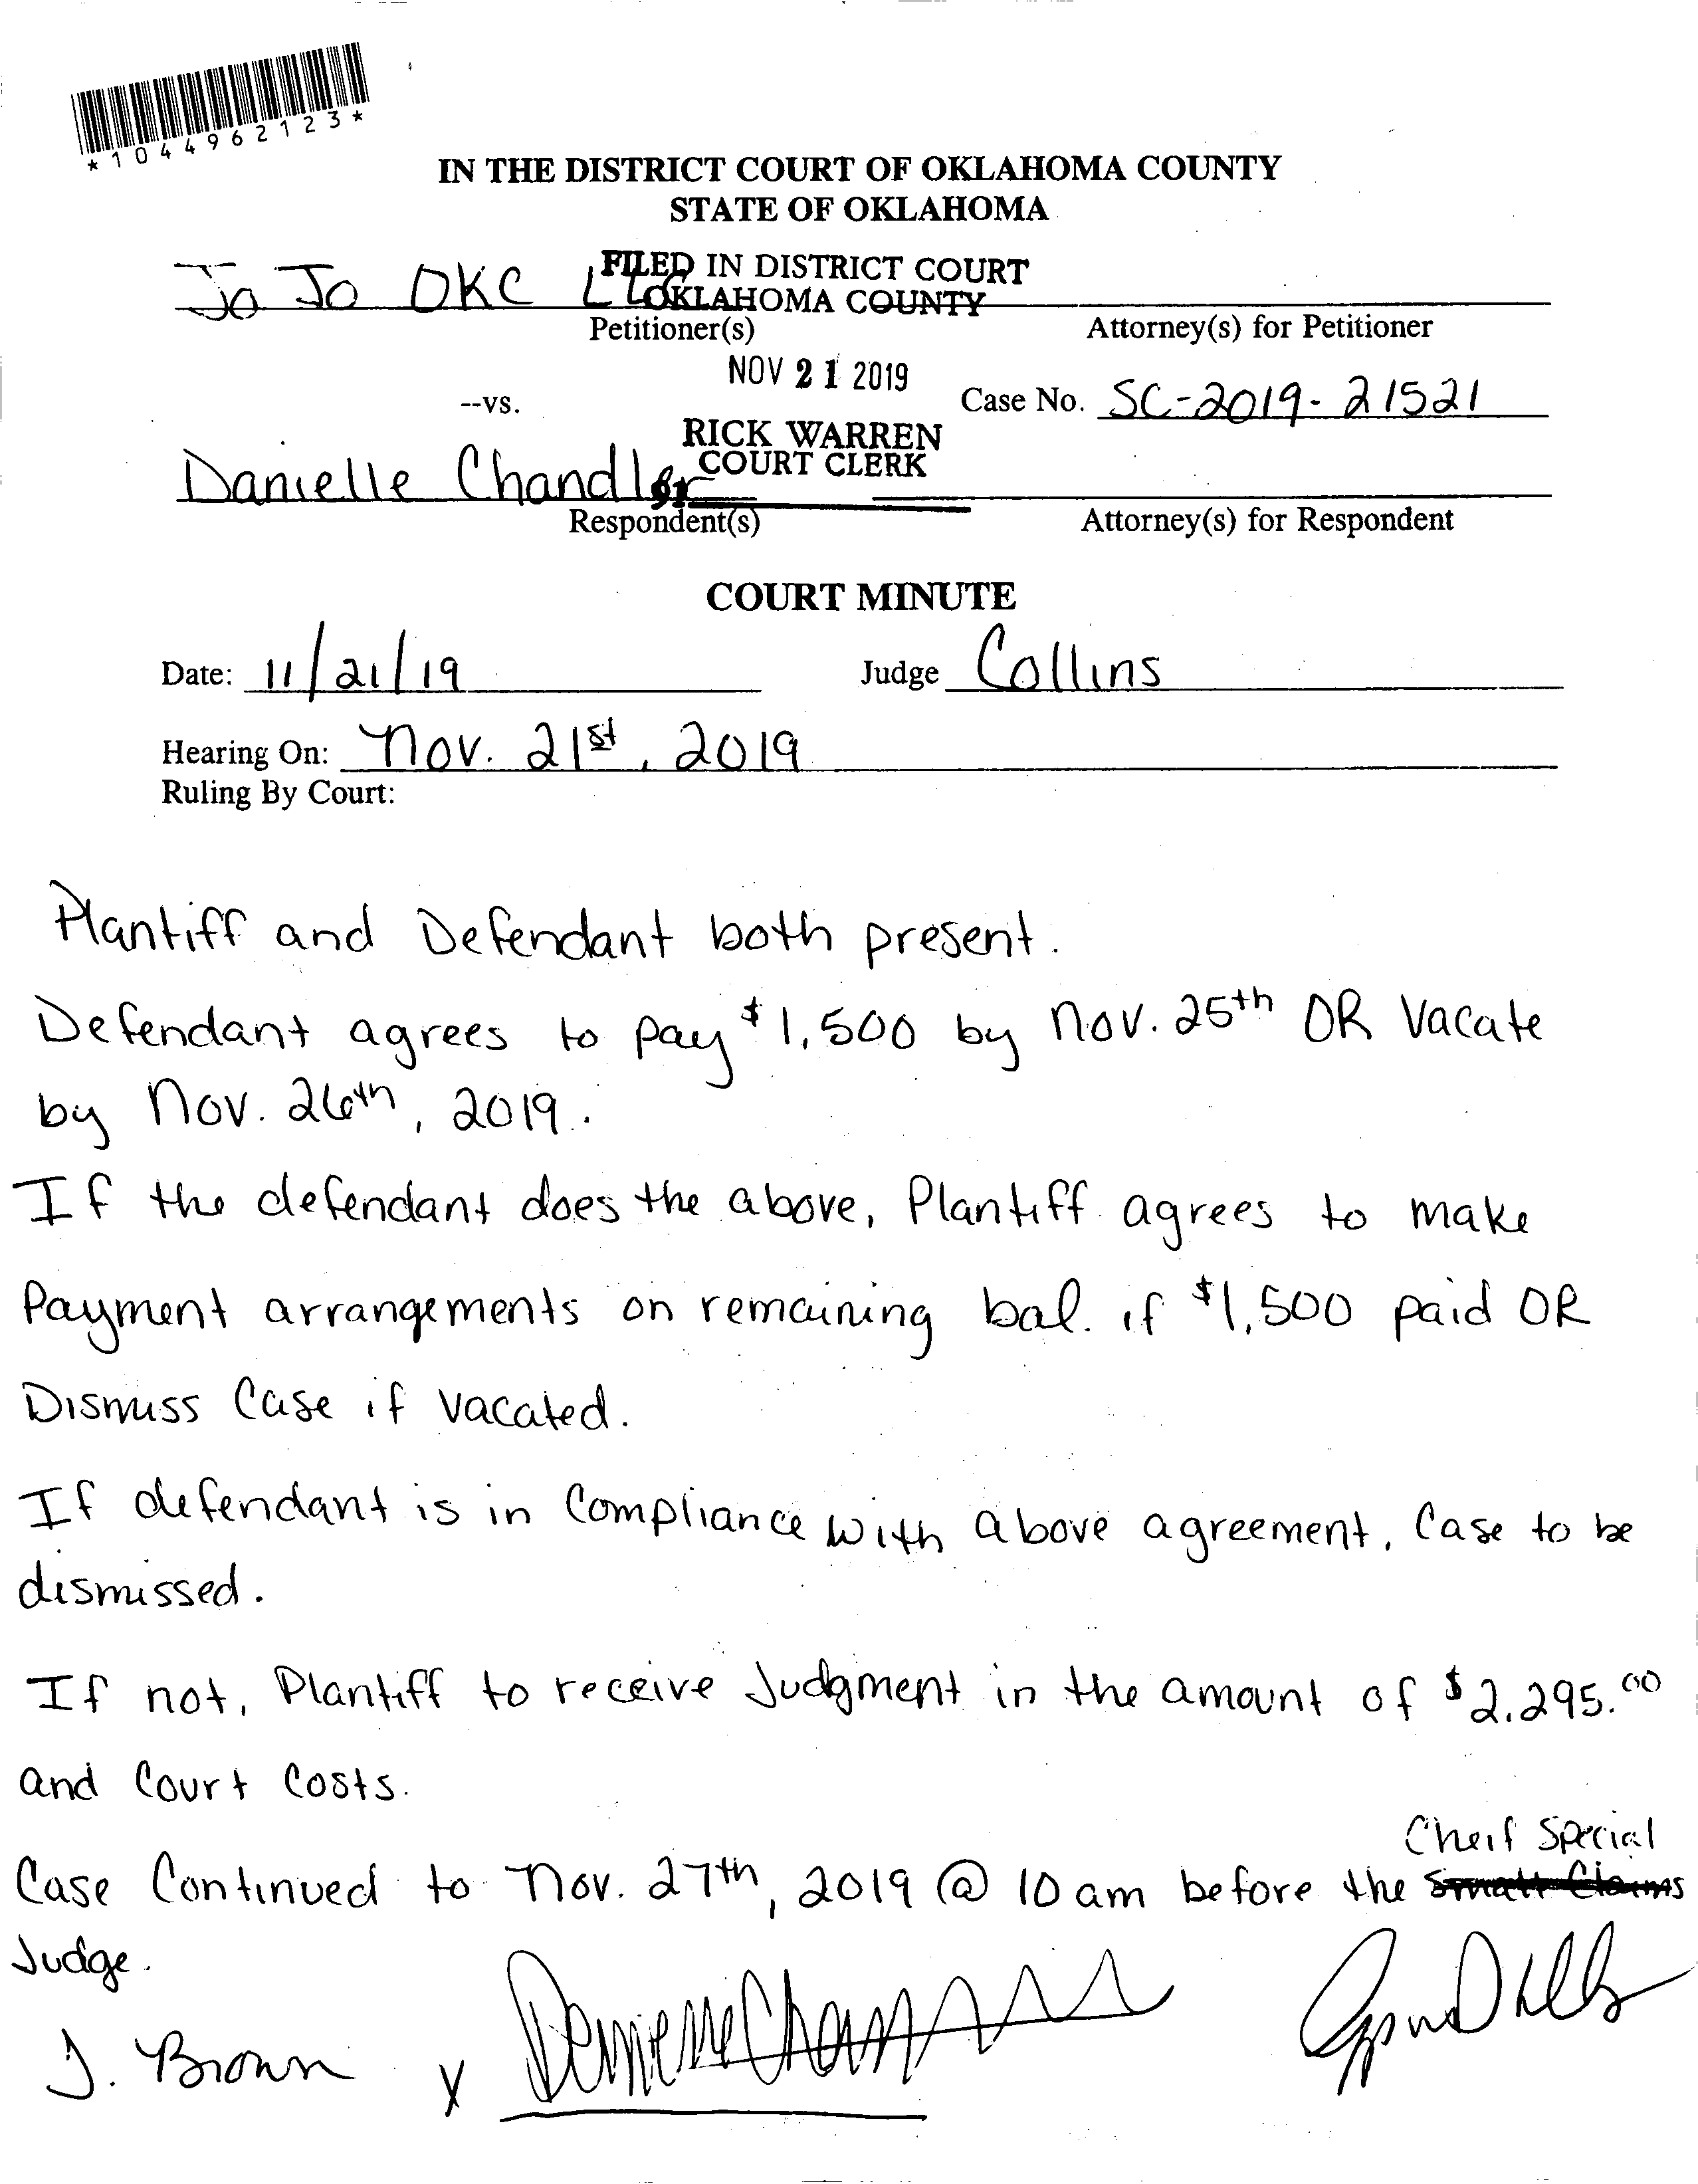 *1044962123*
IN THE DISTRICT COURT OF OKLAHOMA COUNTY
STATE OF OKLAHOMA
FILED IN DISTRICT COURT
OKLAHOMA COUNTY
Jo Jo OKC LLC
Petitioner(s) Attorney(s) for Petitioner
NOV 21 2019
--vs. Case No. SC-2019-21521
RICK WARREN
COURT CLERK
Danielle Chandler
Respondent(s) Attorney(s) for Respondent
COURT MINUTE
Date: 11/21/19 Judge Collins
Hearing On: Nov. 21st, 2019
Ruling By Court:
Plantiff and Defendant both present.
Defendant agrees to pay $1,500 by Nov. 25th OR Vacate
by Nov. 26th, 2019.
If the defendant does the above, Plantiff agrees to make
Payment arrangements on remaining bal. if $1,500 paid OR
Dismiss Case if vacated.
If defendant is in Compliance with above agreement, Case to be
dismissed.
If not, Plantiff to receive Judgment in the amount of $2,295.00
and Court Costs.
Cheif Special
Case Continued to Nov. 27th, 2019 @ 10 am before the Small Claims
Judge.
J. Brown x